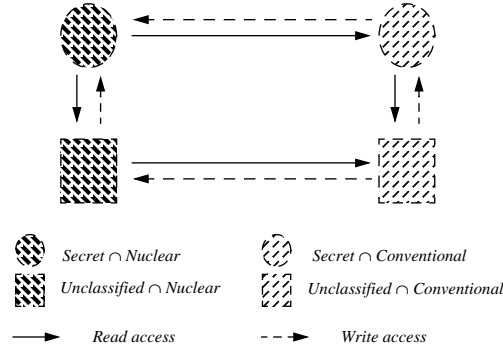 Secret ∩ Nuclear
Secret ∩ Conventional
Unclassified ∩ Nuclear
Unclassified ∩ Conventional
Read access
Write access